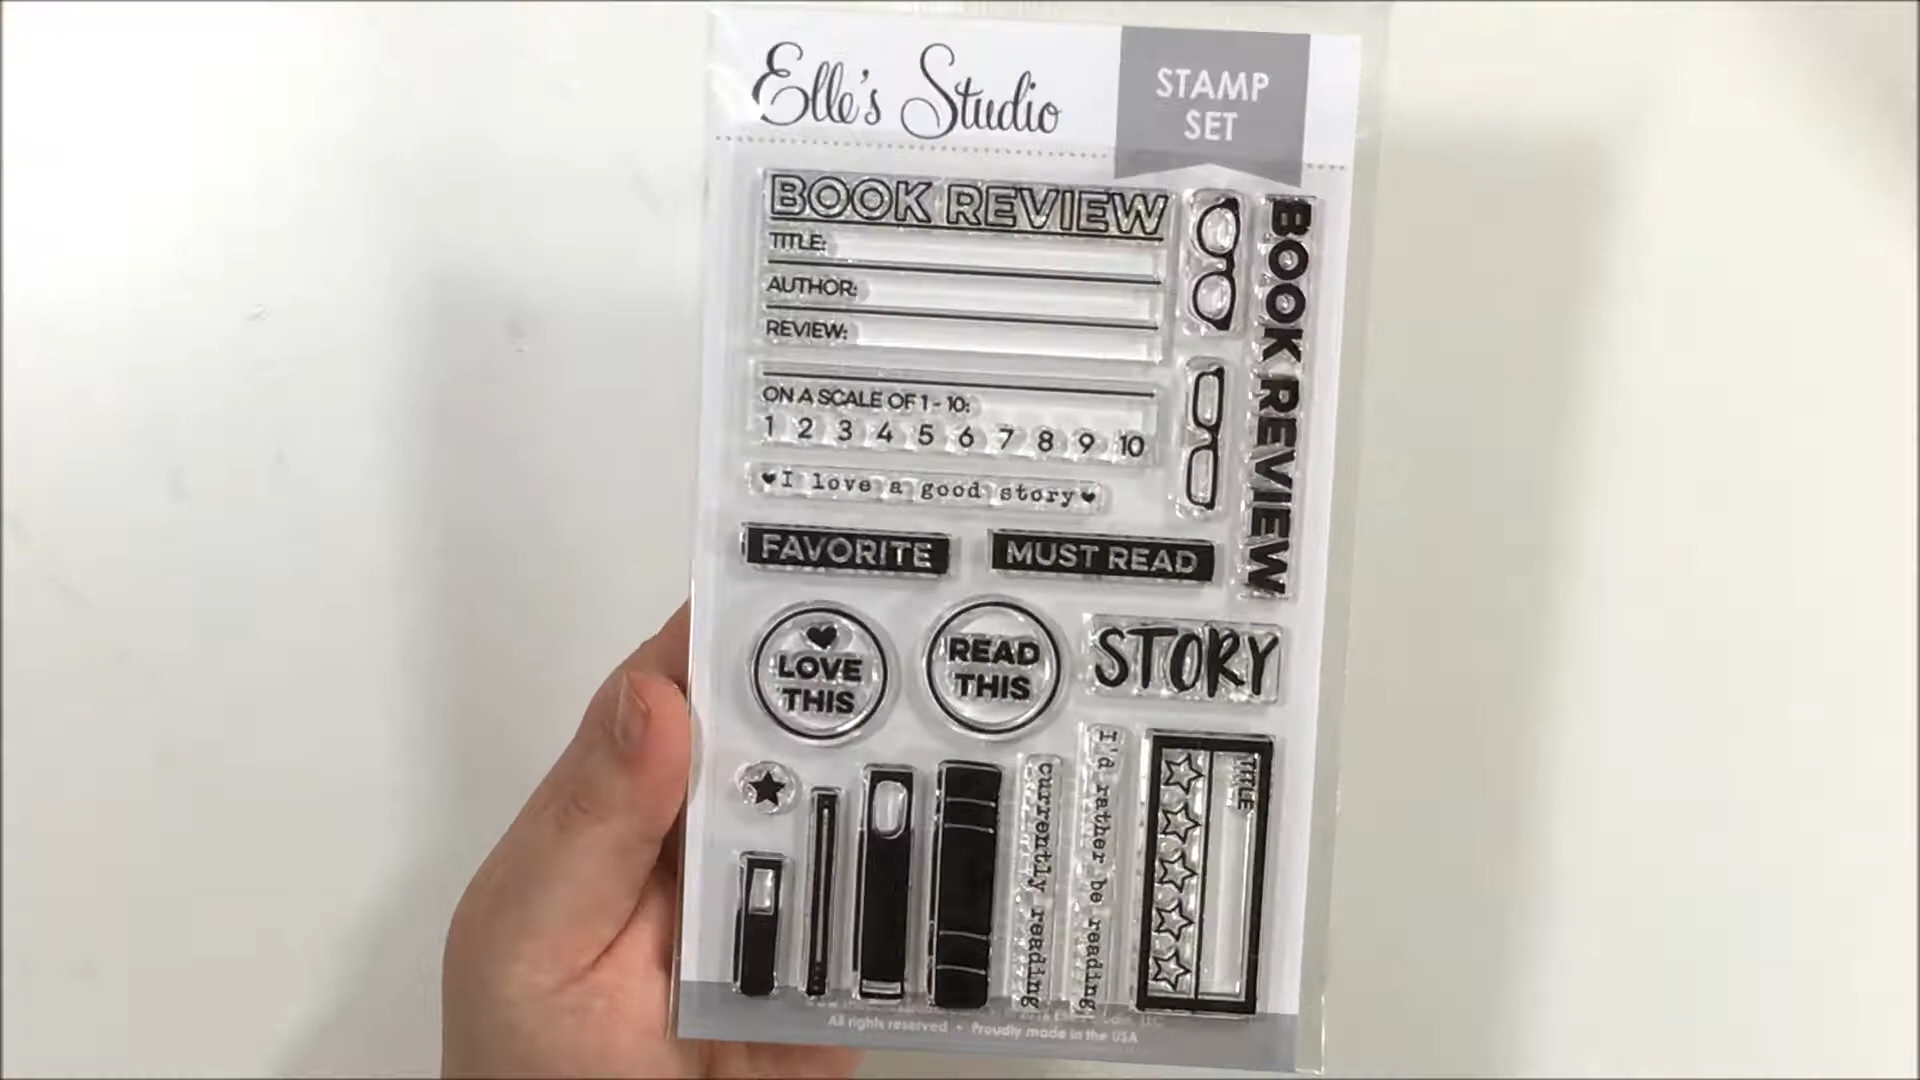 Elle's Studio
STAMP
SET
BOOK REVIEW
TITLE:
AUTHOR:
REVIEW:
ON A SCALE OF 1 - 10:
1 2 3 4 5 6 7 8 9 10
I love a good story
BOOK REVIEW
FAVORITE
MUST READ
LOVE
THIS
READ
THIS
STORY
currently reading
I'd rather be reading
TITLE
All rights reserved • Proudly made in the USA